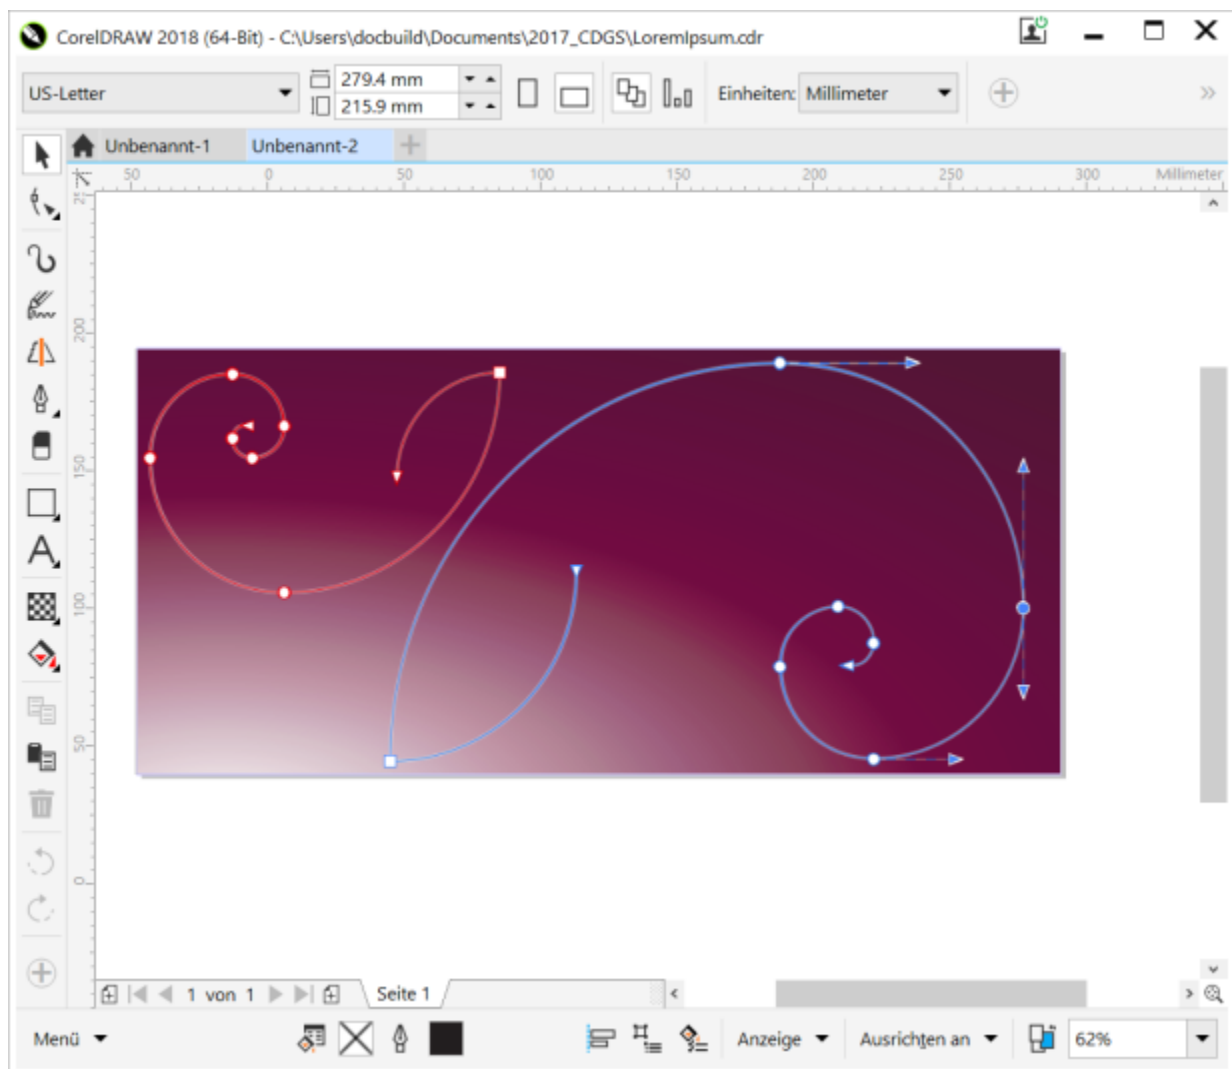 CorelDRAW 2018 (64-Bit) - C:\Users\docbuild\Documents\2017_CDGS\LoremIpsum.cdr
US-Letter
279.4 mm
215.9 mm
Einheiten: Millimeter
Unbenannt-1 Unbenannt-2
50 0 50 100 150 200 250 300 Millimeter
200
150
100
50
0
1 von 1 Seite 1
Menü Anzeige Ausrichten an 62%